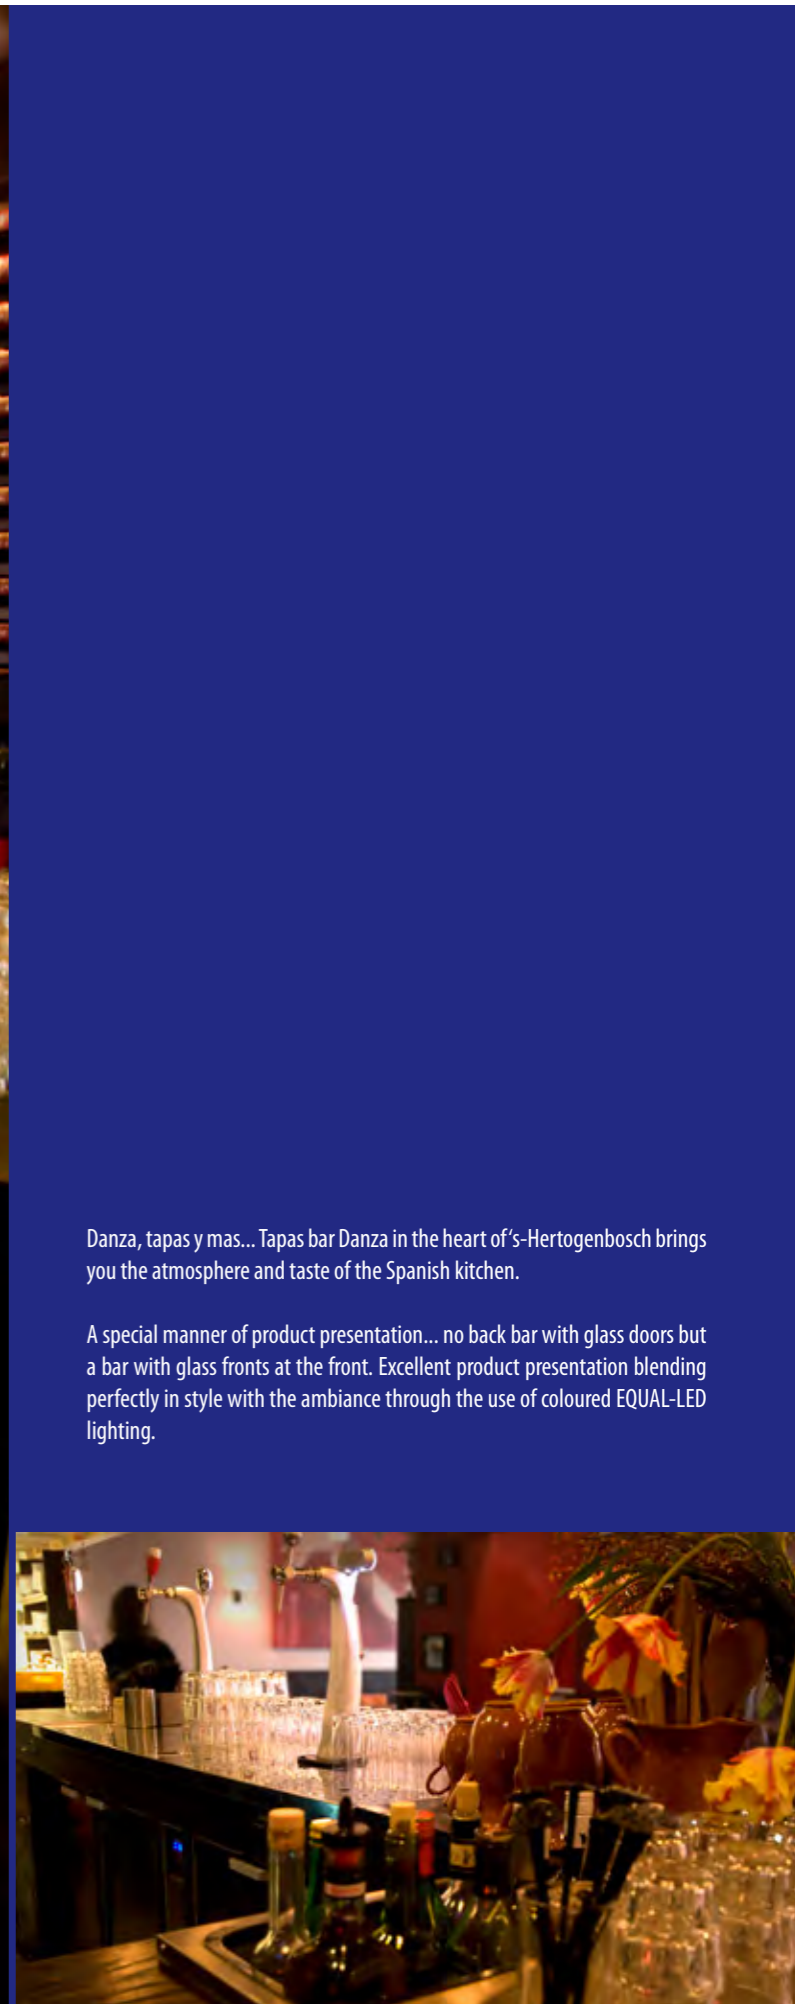 Danza, tapas y mas... Tapas bar Danza in the heart of ‘s-Hertogenbosch brings
you the atmosphere and taste of the Spanish kitchen.
A special manner of product presentation... no back bar with glass doors but
a bar with glass fronts at the front. Excellent product presentation blending
perfectly in style with the ambiance through the use of coloured EQUAL-LED
lighting.